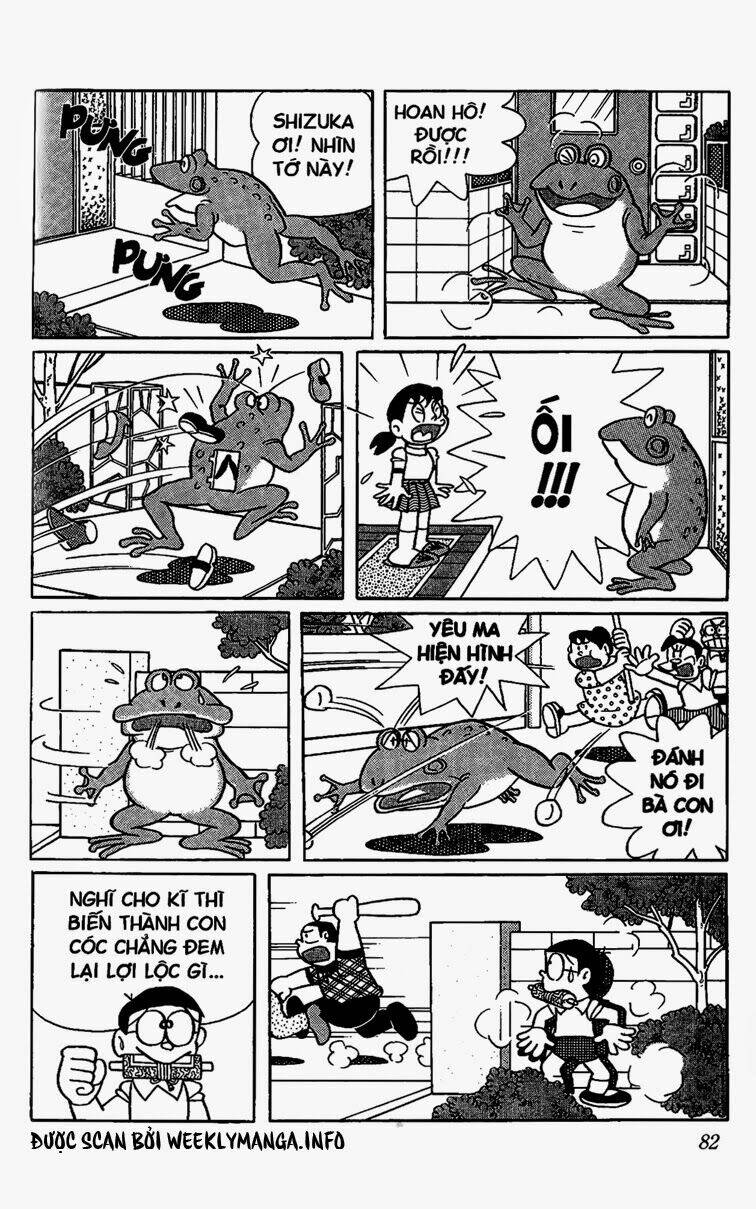 PƯNG
PƯNG
SHIZUKA
ƠI! NHÌN
TỚ NÀY!
HOAN HÔ!
ĐƯỢC
RỒI!!!
ỐI
!!!
YÊU MA
HIỆN HÌNH
ĐẤY!
ĐÁNH
NÓ ĐI
BÀ CON
ƠI!
NGHĨ CHO KĨ THÌ
BIẾN THÀNH CON
CÓC CHẲNG ĐEM
LẠI LỢI LỘC GÌ...
ĐƯỢC SCAN BỞI WEEKLYMANGA.INFO
82